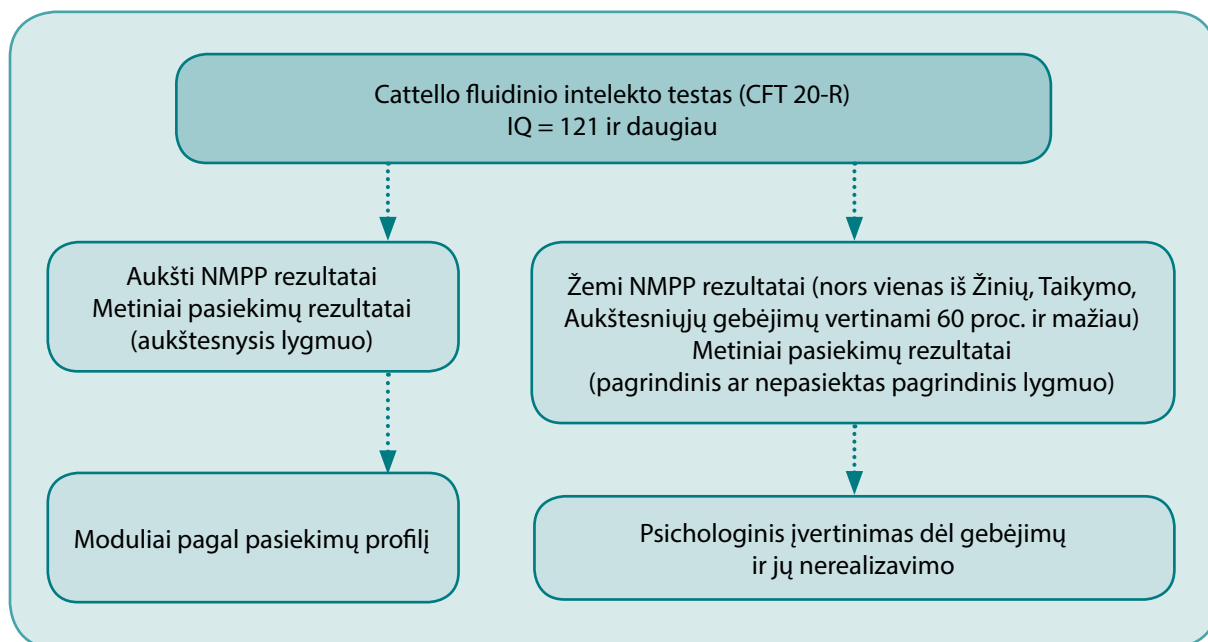 Cattello fluidinio intelekto testas (CFT 20-R)
IQ = 121 ir daugiau
Aukšti NMPP rezultatai
Metiniai pasiekimų rezultatai
(aukštesnysis lygmuo)
Žemi NMPP rezultatai (nors vienas iš Žinių, Taikymo,
Aukštesniųjų gebėjimų vertinami 60 proc. ir mažiau)
Metiniai pasiekimų rezultatai
(pagrindinis ar nepasiektas pagrindinis lygmuo)
Moduliai pagal pasiekimų profilį
Psichologinis įvertinimas dėl gebėjimų
ir jų nerealizavimo